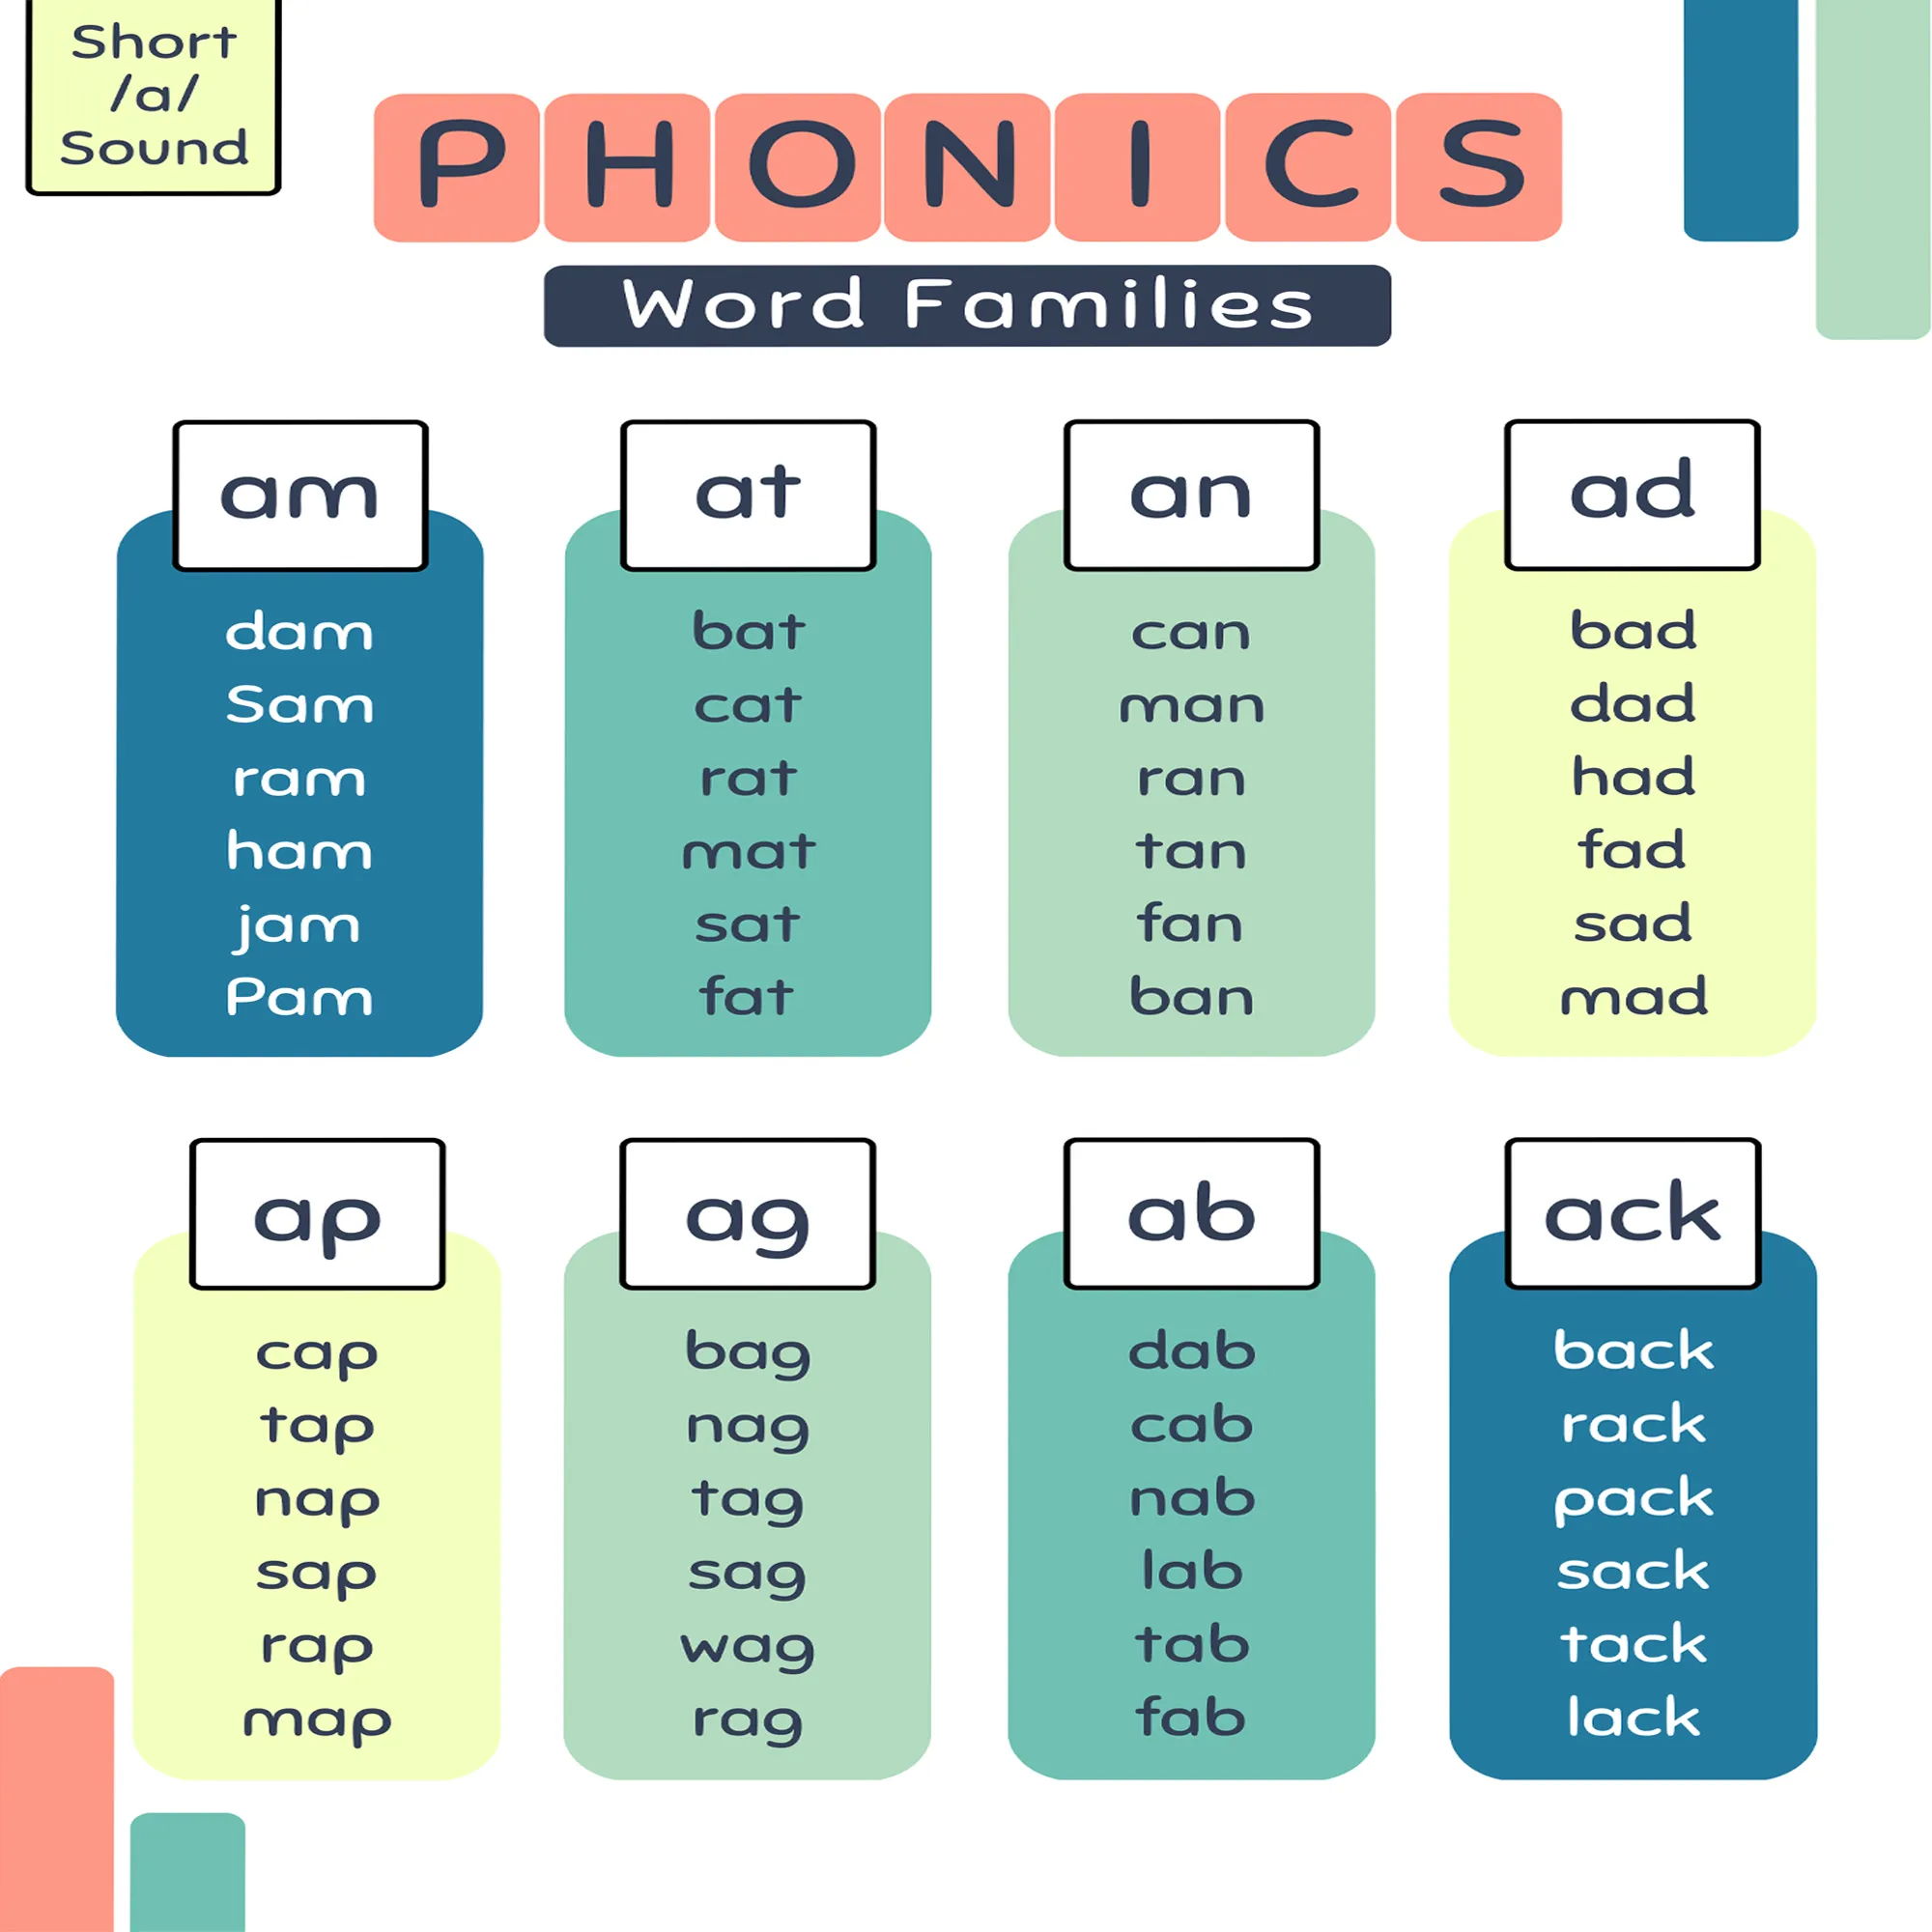 Short
/a/
Sound
PHONICS
Word Families
am
dam
Sam
ram
ham
jam
Pam
at
bat
cat
rat
mat
sat
fat
an
can
man
ran
tan
fan
ban
ad
bad
dad
had
fad
sad
mad
ap
cap
tap
nap
sap
rap
map
ag
bag
nag
tag
sag
wag
rag
ab
dab
cab
nab
lab
tab
fab
ack
back
rack
pack
sack
tack
lack